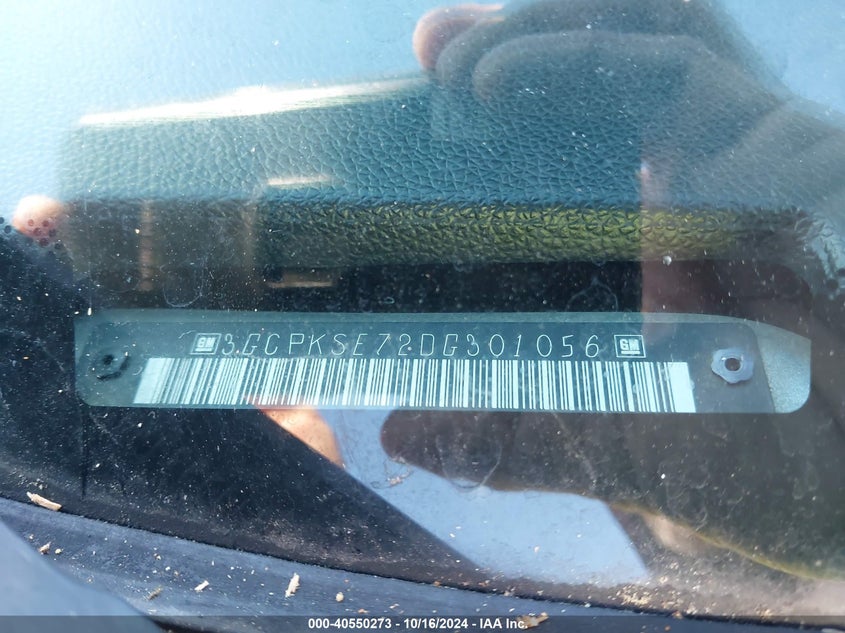 GM 3GCPKSE72DG301056 GM
000-40550273 - 10/16/2024 - IAA Inc.